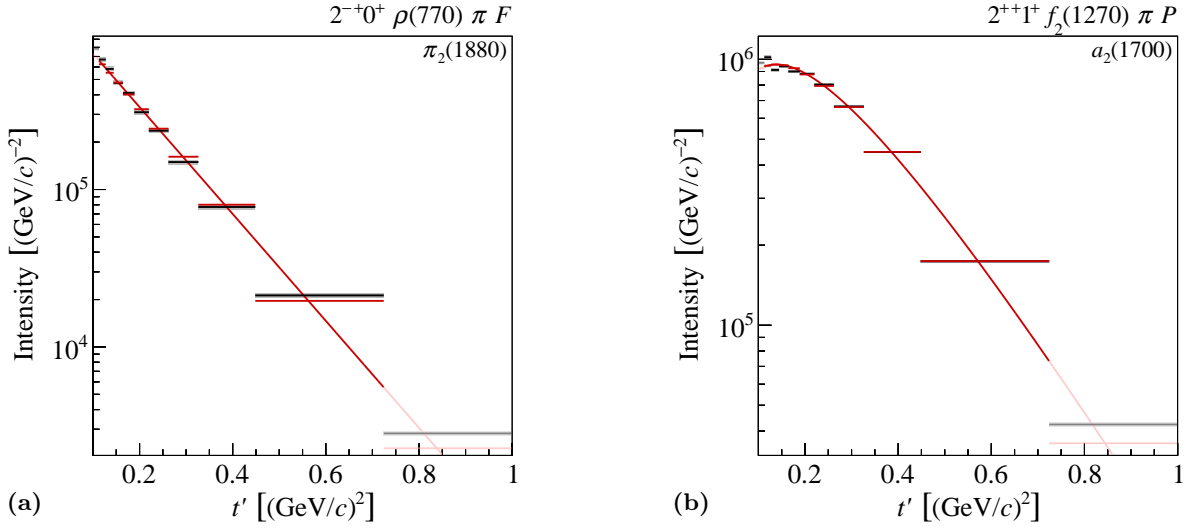 2⁻⁺0⁺ ρ(770) π F
π₂(1880)
Intensity [(GeV/c)⁻²]
10⁵
10⁴
0.2 0.4 0.6 0.8 1
t′ [(GeV/c)²]
(a)
2⁺⁺1⁺ f₂(1270) π P
a₂(1700)
Intensity [(GeV/c)⁻²]
10⁶
10⁵
0.2 0.4 0.6 0.8 1
t′ [(GeV/c)²]
(b)